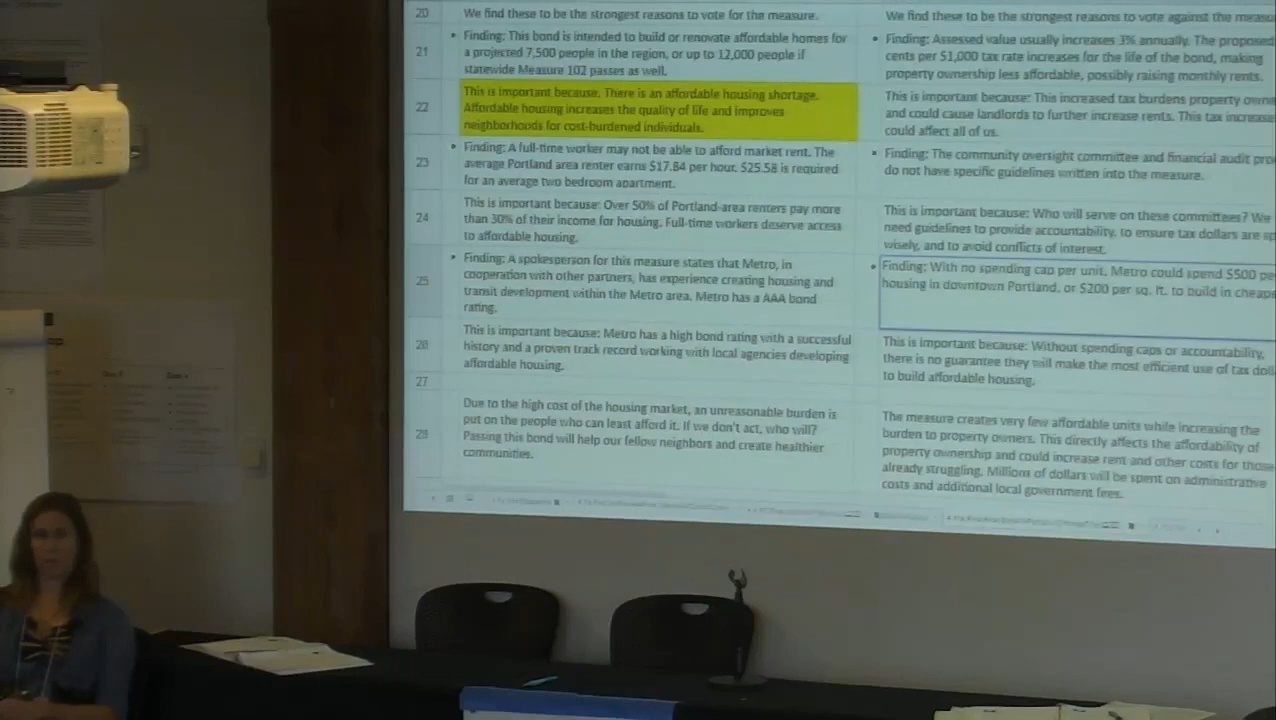 20
We find these to be the strongest reasons to vote for the measure.
We find these to be the strongest reasons to vote against the measu
21
• Finding: This bond is intended to build or renovate affordable homes for
a projected 7,500 people in the region, or up to 12,000 people if
statewide Measure 102 passes as well.
• Finding: Assessed value usually increases 3% annually. The proposed
cents per $1,000 tax rate increases for the life of the bond, making
property ownership less affordable, possibly raising monthly rents.
22
This is important because: There is an affordable housing shortage.
Affordable housing increases the quality of life and improves
neighborhoods for cost-burdened individuals.
This is important because: This increased tax burdens property owne
and could cause landlords to further increase rents. This tax increase
could affect all of us.
23
• Finding: A full-time worker may not be able to afford market rent. The
average Portland area renter earns $17.84 per hour. $25.58 is required
for an average two bedroom apartment.
• Finding: The community oversight committee and financial audit pro
do not have specific guidelines written into the measure.
24
This is important because: Over 50% of Portland-area renters pay more
than 30% of their income for housing. Full-time workers deserve access
to affordable housing.
This is important because: Who will serve on these committees? We
need guidelines to provide accountability, to ensure tax dollars are sp
wisely, and to avoid conflicts of interest.
25
• Finding: A spokesperson for this measure states that Metro, in
cooperation with other partners, has experience creating housing and
transit development within the Metro area. Metro has a AAA bond
rating.
• Finding: With no spending cap per unit, Metro could spend $500 pe
housing in downtown Portland, or $200 per sq. ft. to build in cheape
26
This is important because: Metro has a high bond rating with a successful
history and a proven track record working with local agencies developing
affordable housing.
This is important because: Without spending caps or accountability,
there is no guarantee they will make the most efficient use of tax doll
to build affordable housing.
27
28
Due to the high cost of the housing market, an unreasonable burden is
put on the people who can least afford it. If we don't act, who will?
Passing this bond will help our fellow neighbors and create healthier
communities.
The measure creates very few affordable units while increasing the
burden to property owners. This directly affects the affordability of
property ownership and could increase rent and other costs for those
already struggling. Millions of dollars will be spent on administrative
costs and additional local government fees.